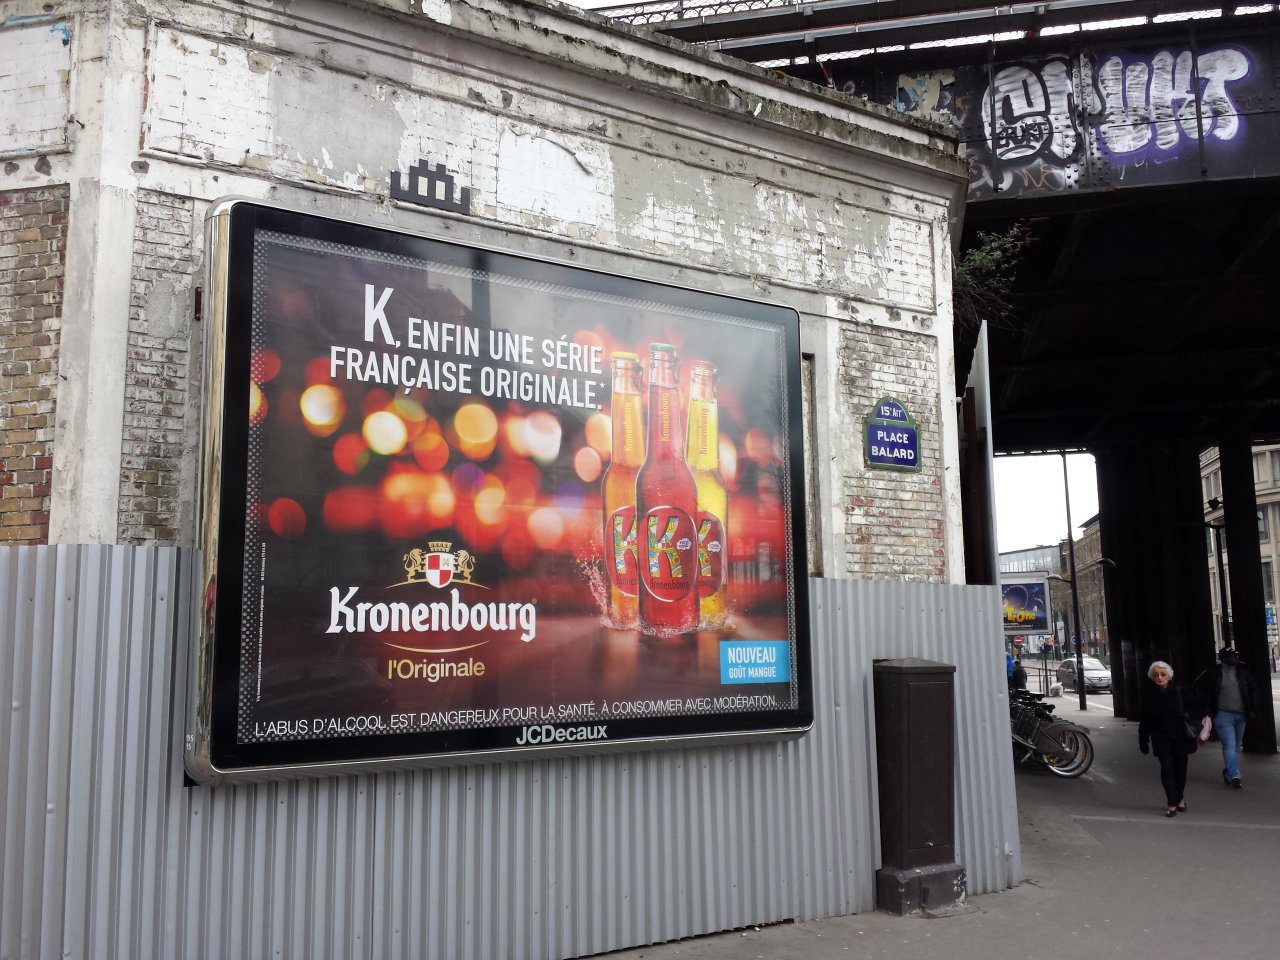 K, ENFIN UNE SÉRIE
FRANÇAISE ORIGINALE.*
Kronenbourg
Kronenbourg
K
K
K
Kronenbourg
Kronenbourg
l'Originale
NOUVEAU
GOÛT MANGUE
L'ABUS D'ALCOOL EST DANGEREUX POUR LA SANTÉ. À CONSOMMER AVEC MODÉRATION.
JCDecaux
15e ARRT
PLACE
BALARD